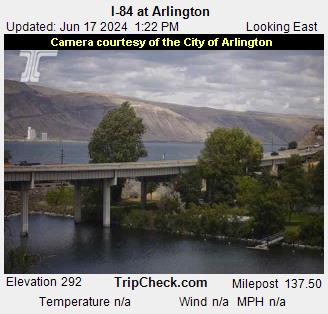 I-84 at Arlington
Updated: Jun 17 2024 1:22 PM Looking East
Camera courtesy of the City of Arlington
Elevation 292 TripCheck.com Milepost 137.50
Temperature n/a Wind n/a MPH n/a